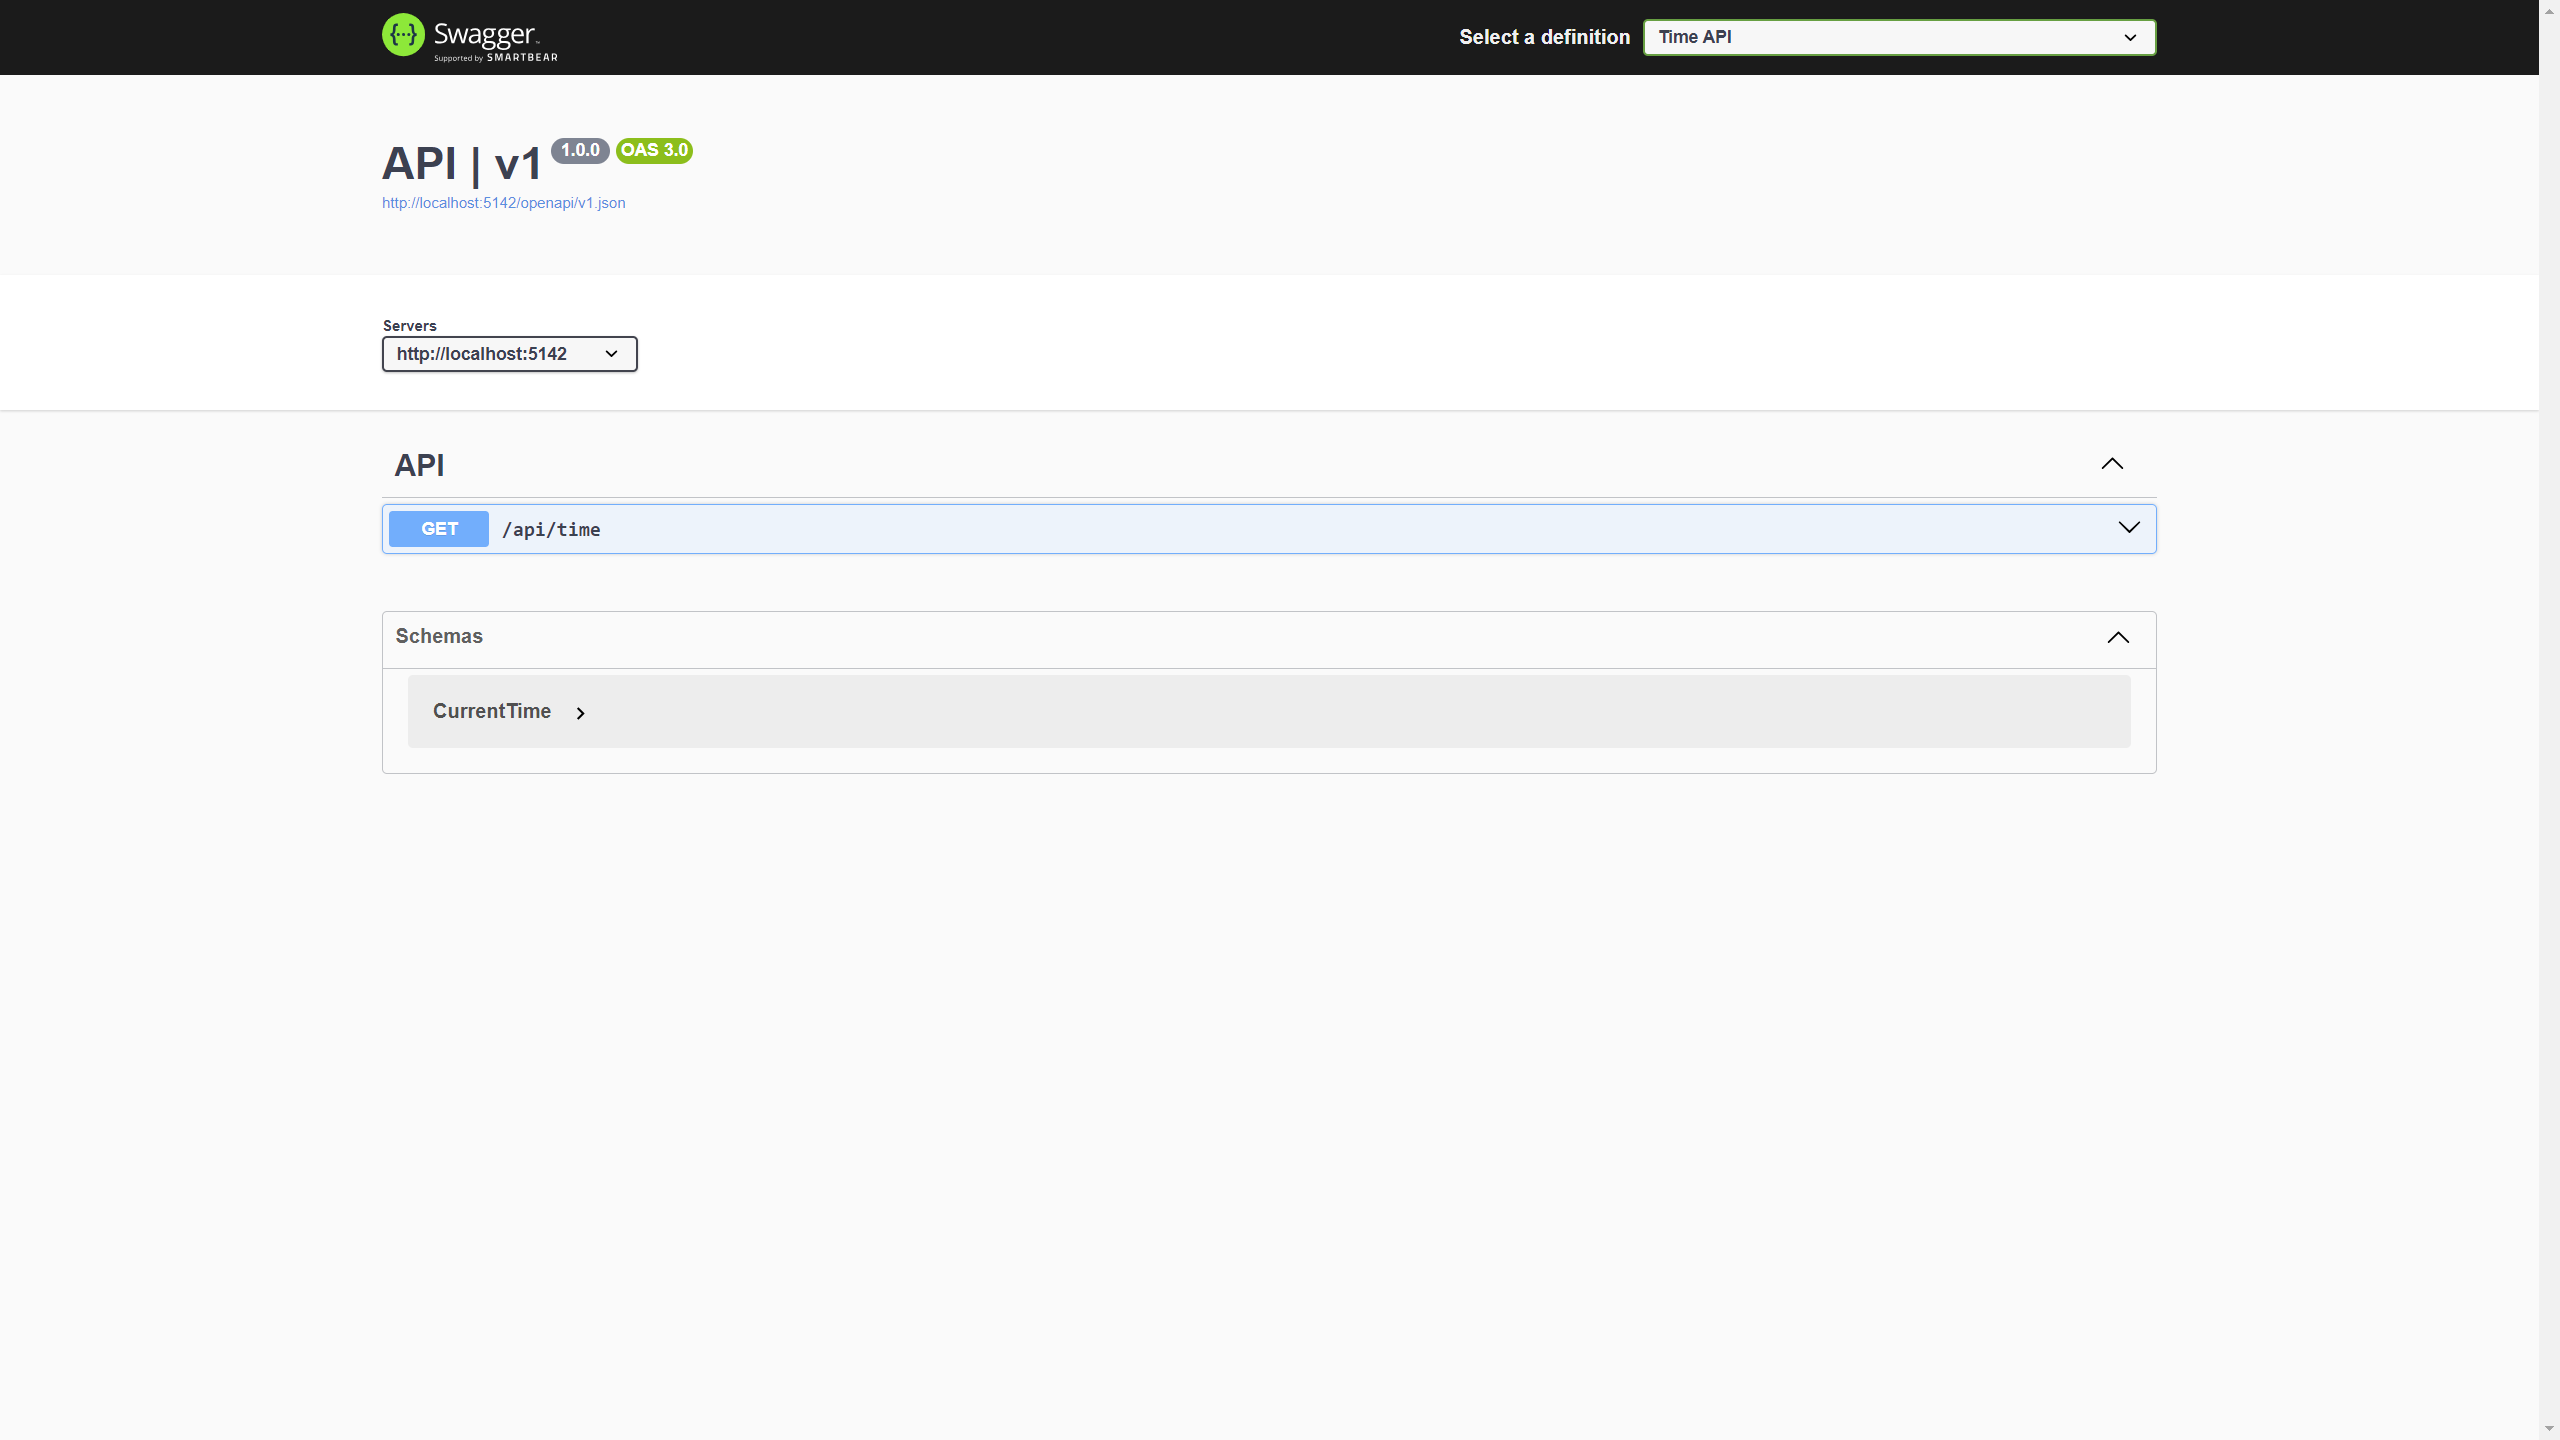 {···} Swagger™
Supported by SMARTBEAR
Select a definition
Time API
API | v1 1.0.0 OAS 3.0
http://localhost:5142/openapi/v1.json
Servers
http://localhost:5142
API
GET /api/time
Schemas
CurrentTime